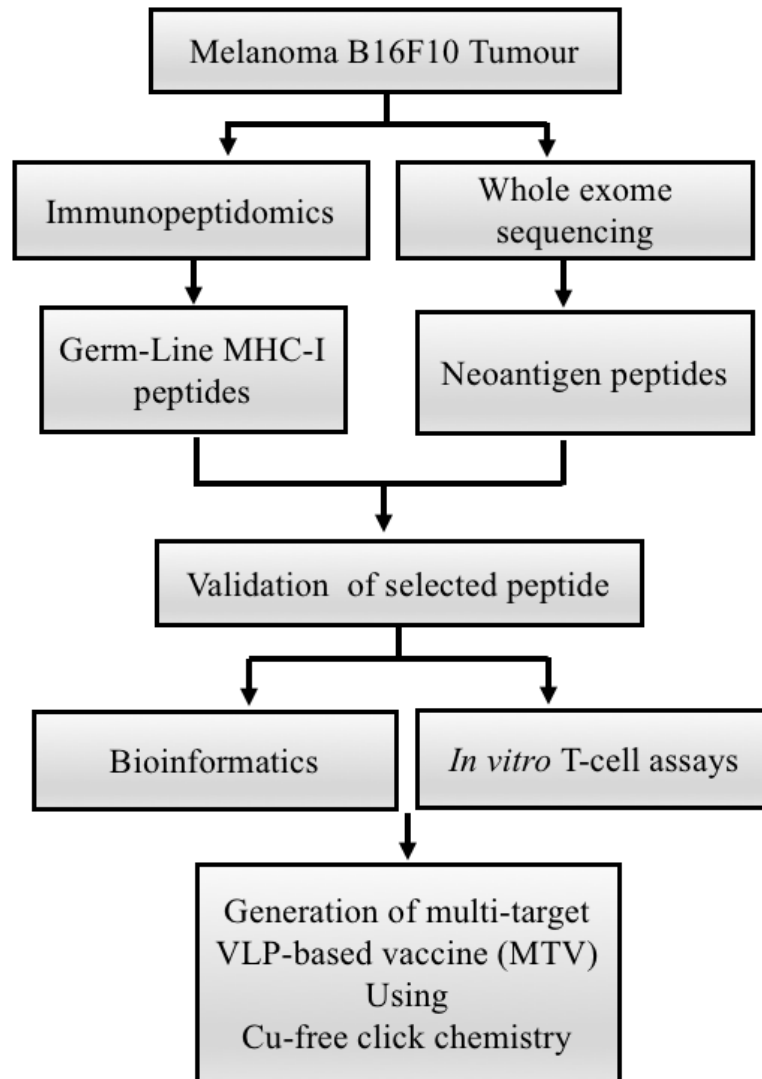 Melanoma B16F10 Tumour
Immunopeptidomics
Whole exome
sequencing
Germ-Line MHC-I
peptides
Neoantigen peptides
Validation of selected peptide
Bioinformatics
In vitro T-cell assays
Generation of multi-target
VLP-based vaccine (MTV)
Using
Cu-free click chemistry